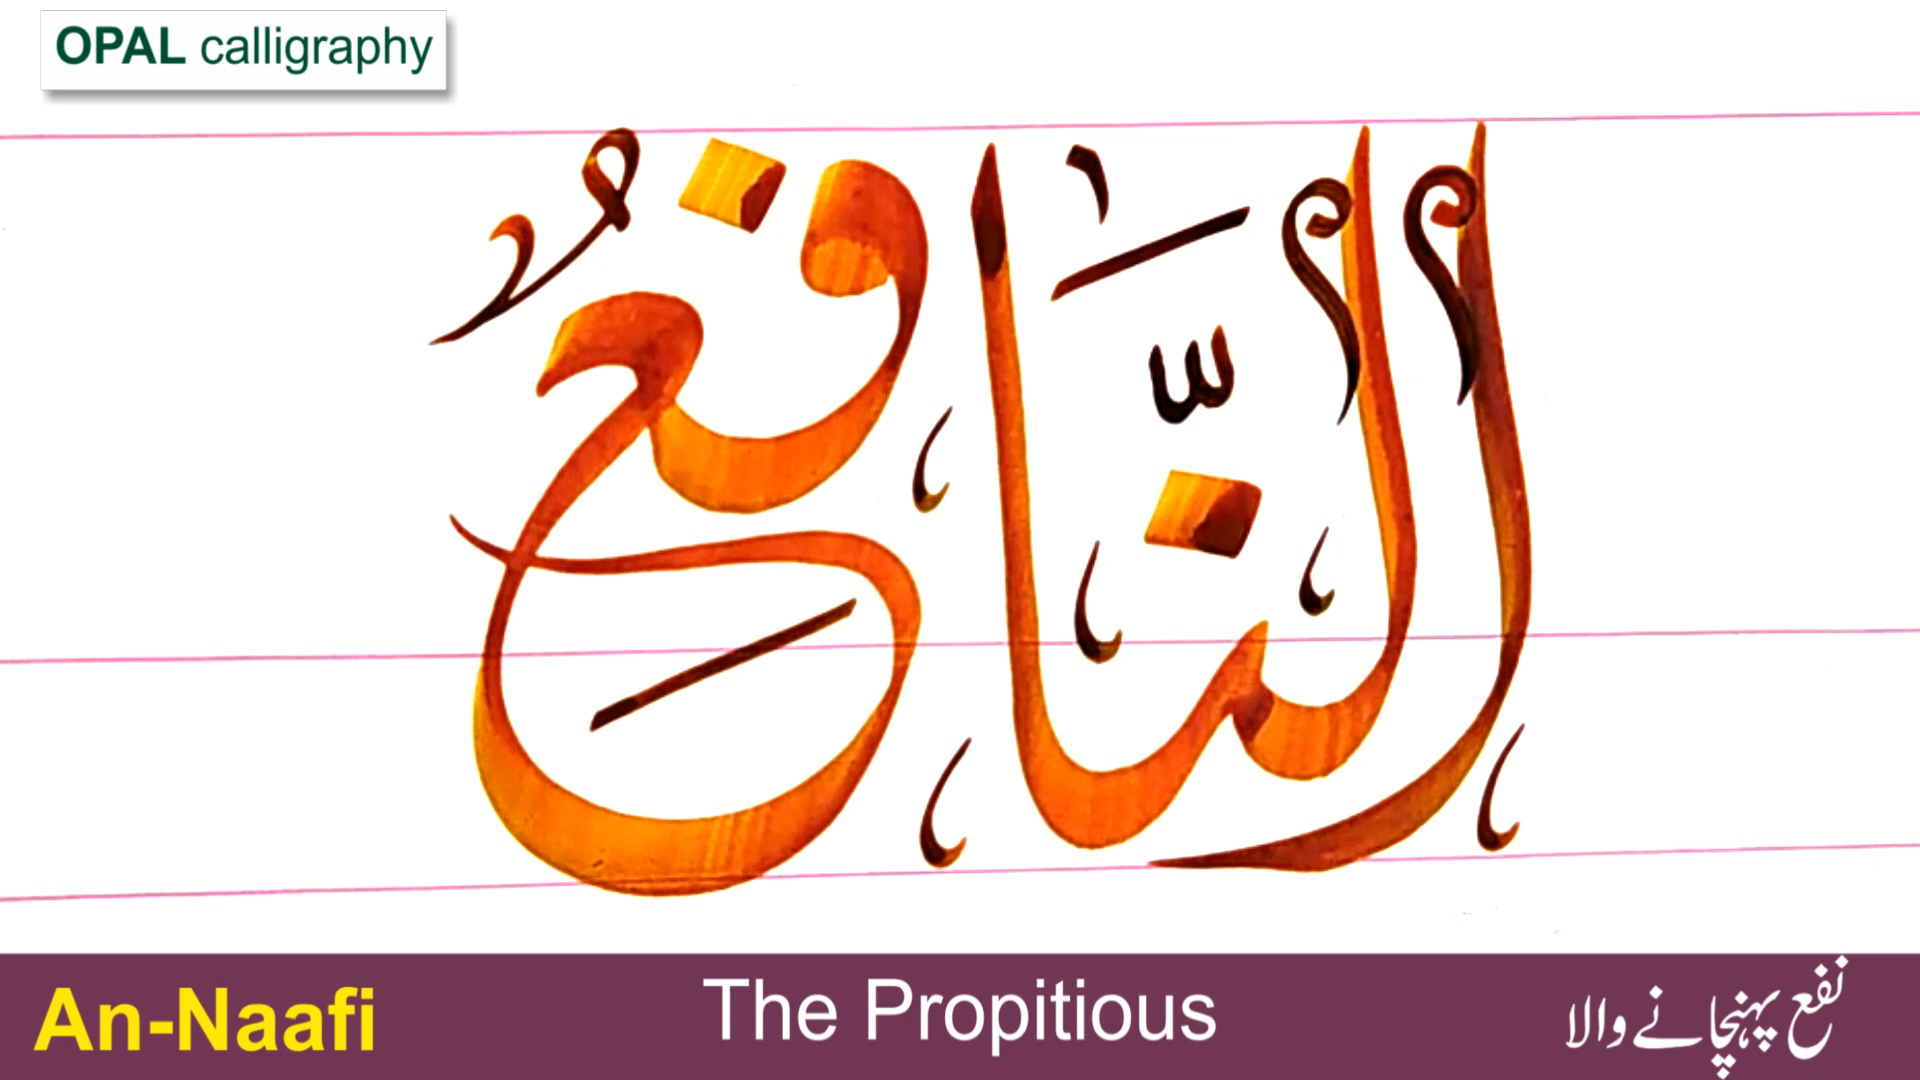 OPAL calligraphy
النَّافِعُ
An-Naafi
The Propitious
نفع پہنچانے والا